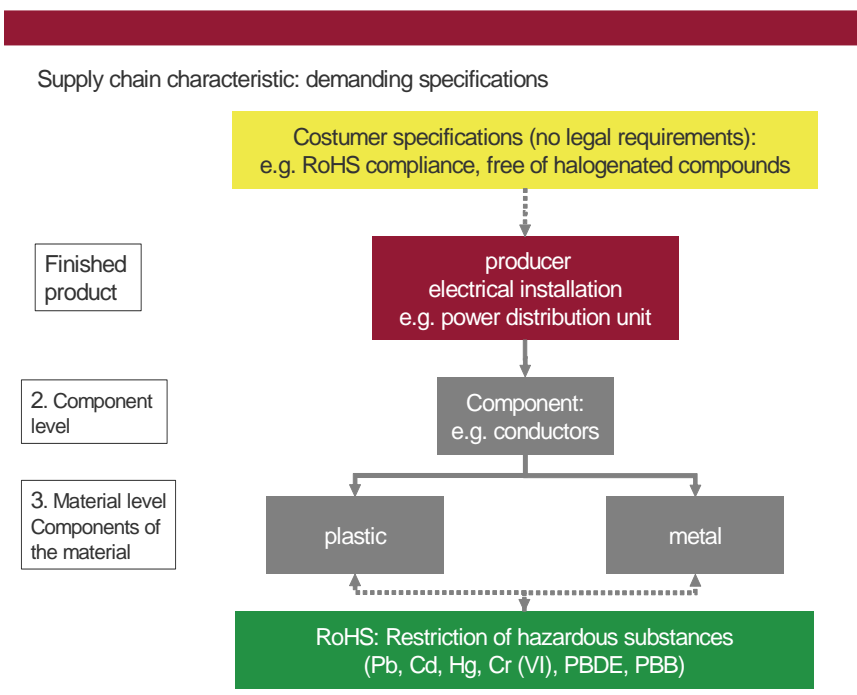 Supply chain characteristic: demanding specifications
Costumer specifications (no legal requirements):
e.g. RoHS compliance, free of halogenated compounds
Finished
product
producer
electrical installation
e.g. power distribution unit
2. Component
level
Component:
e.g. conductors
3. Material level
Components of
the material
plastic
metal
RoHS: Restriction of hazardous substances
(Pb, Cd, Hg, Cr (VI), PBDE, PBB)